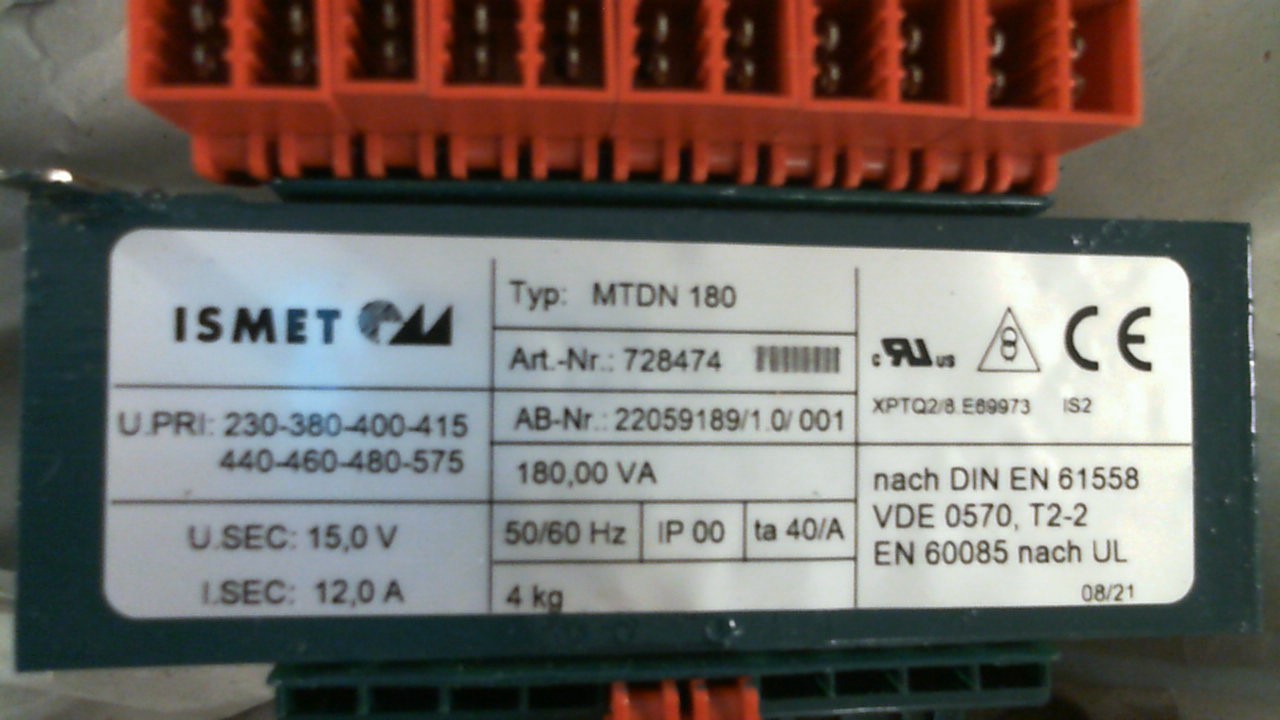 ISMET
U.PRI: 230-380-400-415
440-460-480-575
U.SEC: 15,0 V
I.SEC: 12,0 A
Typ: MTDN 180
Art.-Nr.: 728474
AB-Nr.: 22059189/1.0/ 001
180,00 VA
50/60 Hz IP 00 ta 40/A
4 kg
c RU us CE
XPTQ2/8.E69973 IS2
nach DIN EN 61558
VDE 0570, T2-2
EN 60085 nach UL
08/21